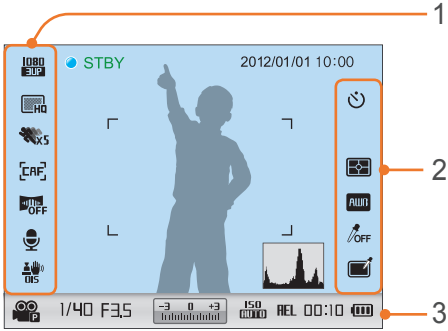 1
1080
30P
STBY
2012/01/01 10:00
HQ
x5
CAF
OFF
OIS
2
AWB
OFF
P
1/40 F3.5
-3 0 +3
ISO
AUTO
AEL
00:10
3